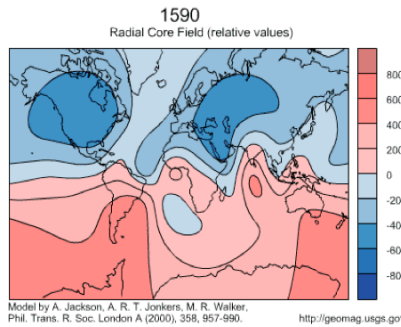 1590
Radial Core Field (relative values)
800
600
400
200
0
-20
-40
-60
-80
Model by A. Jackson, A. R. T. Jonkers, M. R. Walker,
Phil. Trans. R. Soc. London A (2000), 358, 957-990.
http://geomag.usgs.gov